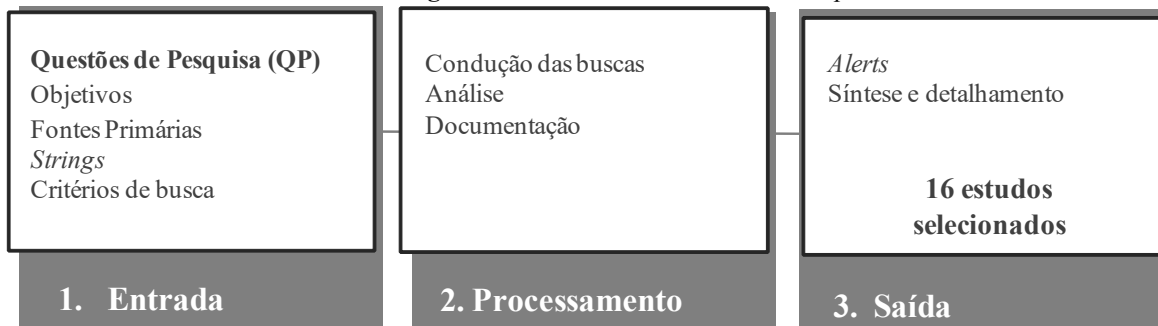 Questões de Pesquisa (QP)
Objetivos
Fontes Primárias
Strings
Critérios de busca
1. Entrada
Condução das buscas
Análise
Documentação
2. Processamento
Alerts
Síntese e detalhamento
16 estudos
selecionados
3. Saída